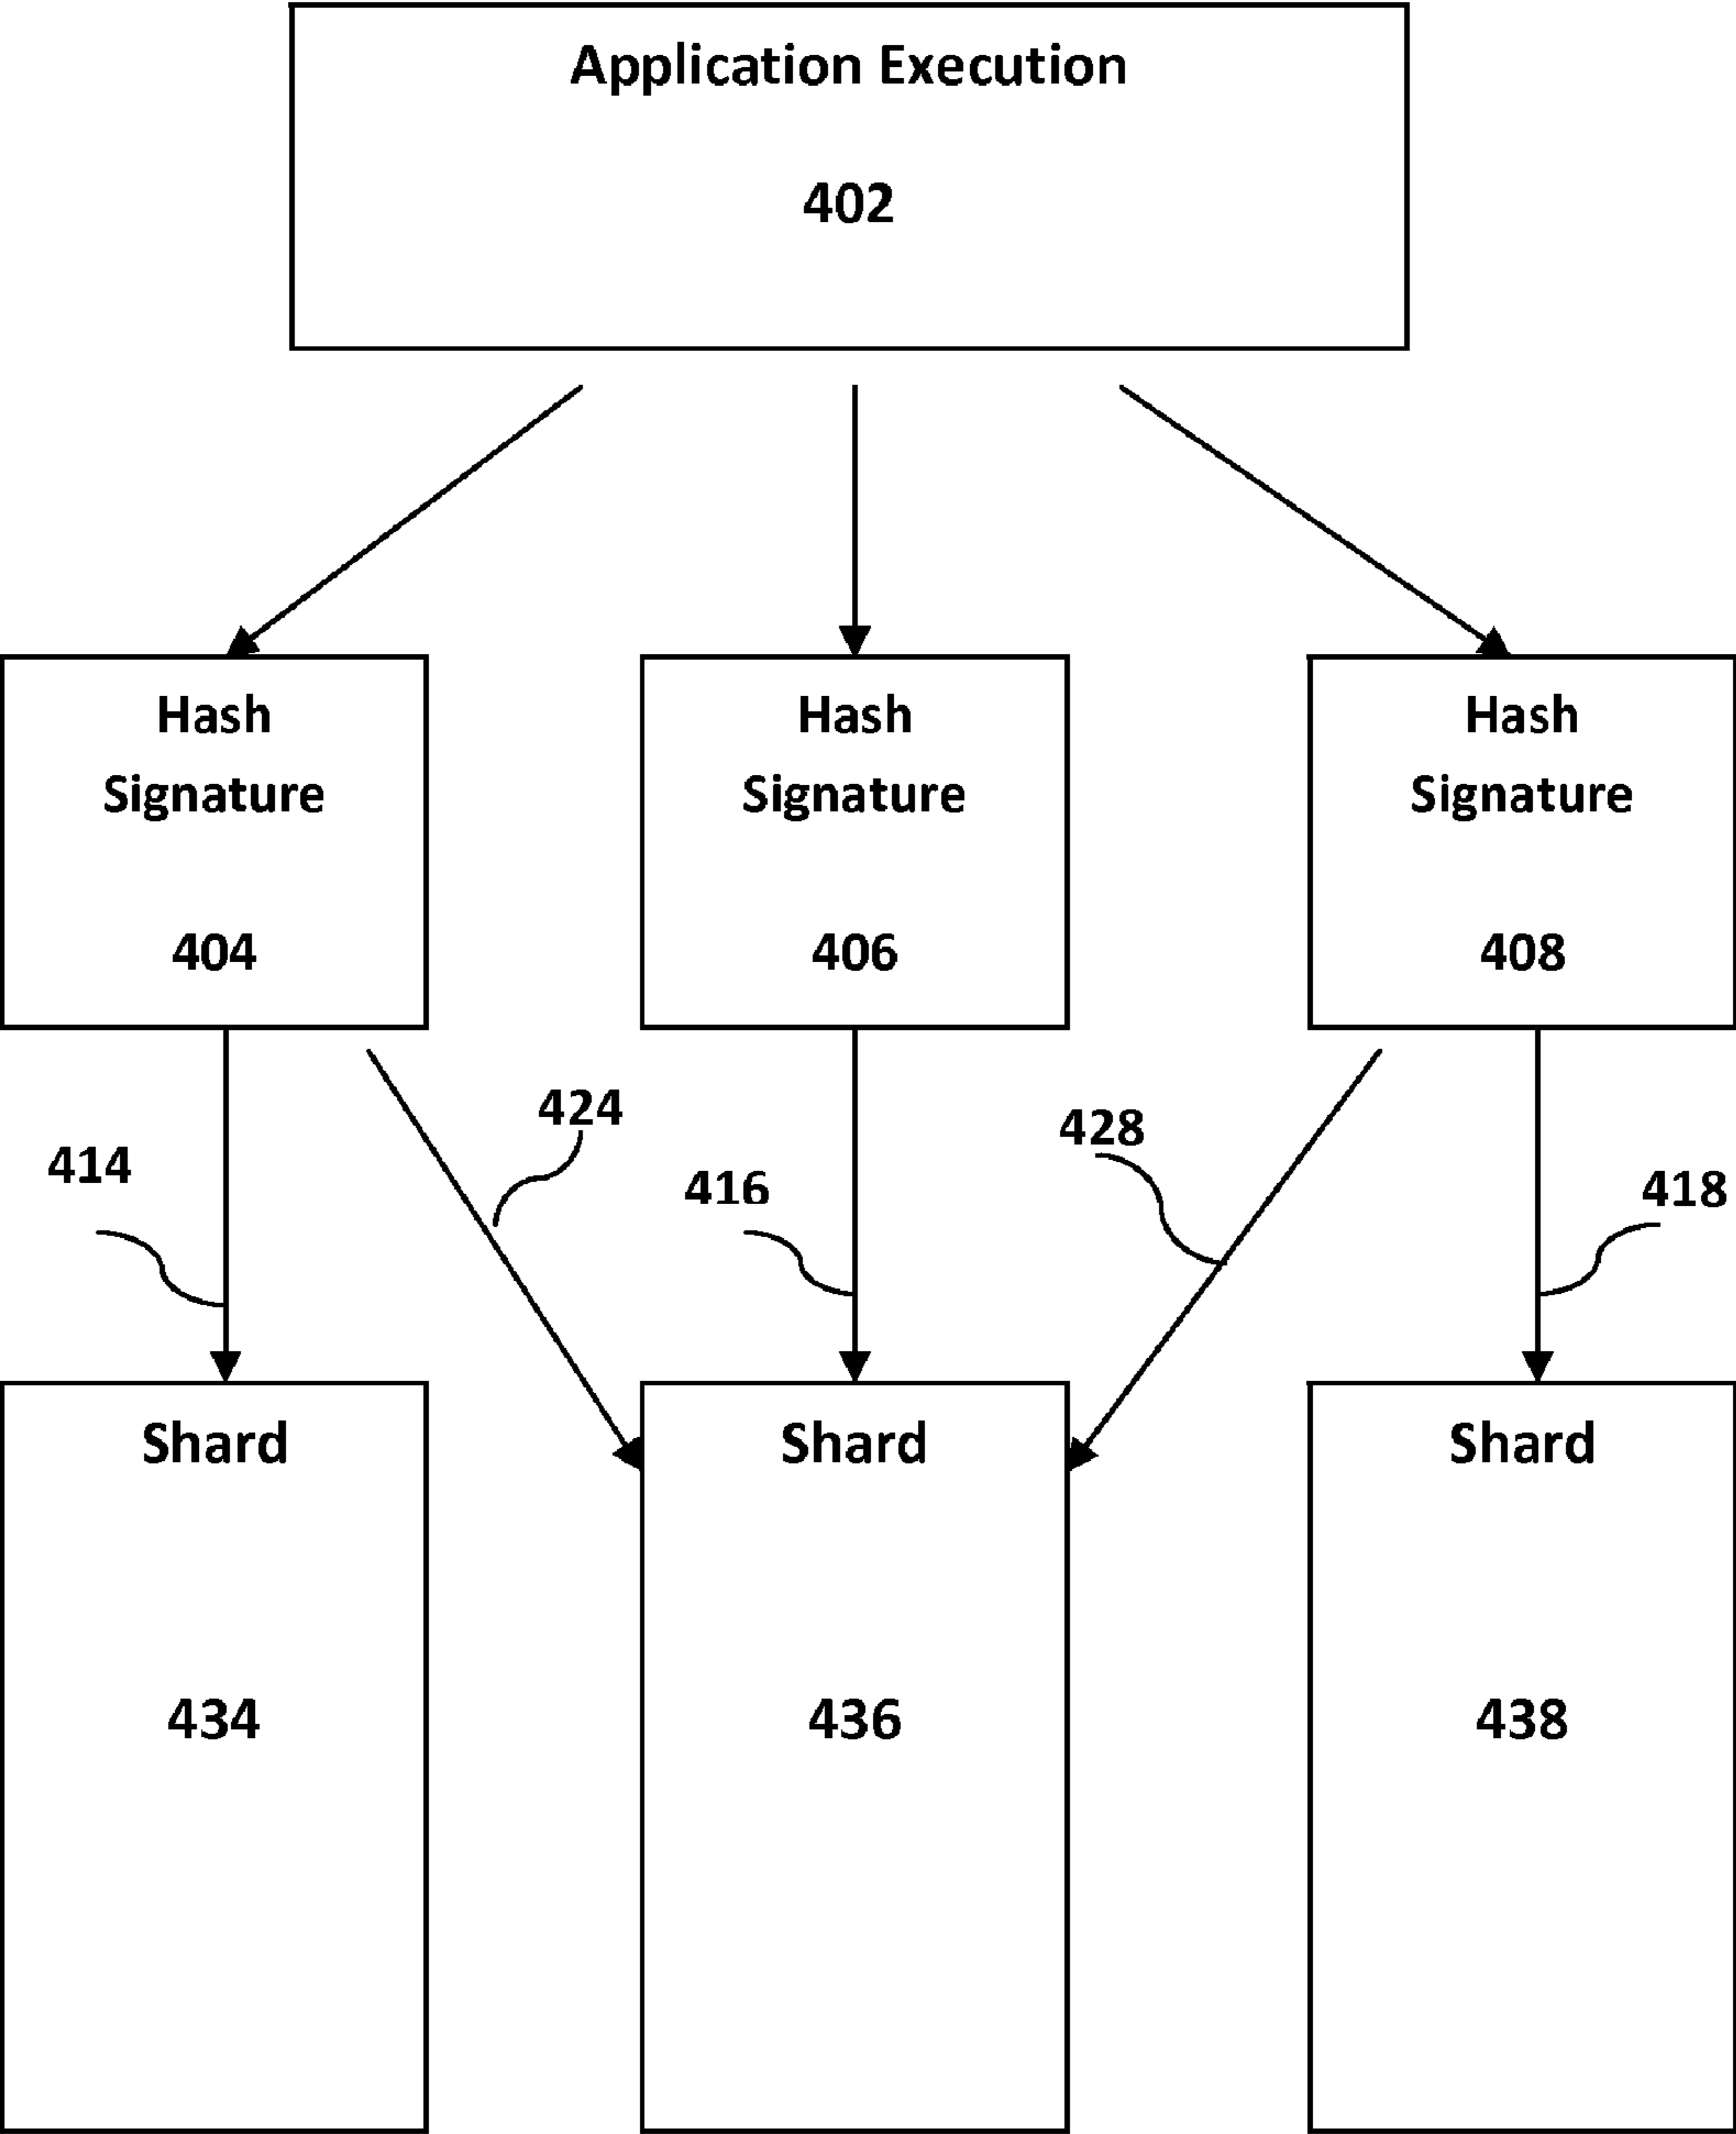 Application Execution
402
Hash
Signature
404
Hash
Signature
406
Hash
Signature
408
414
424
416
428
418
Shard
434
Shard
436
Shard
438